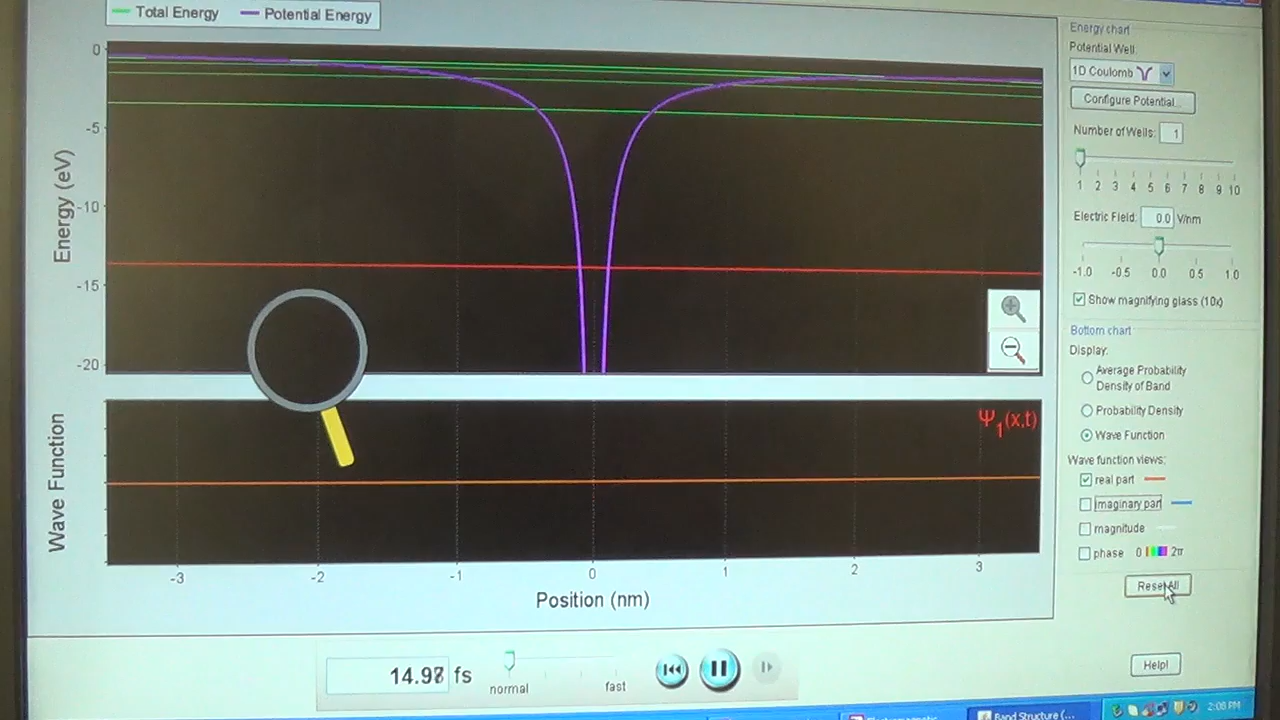 Total Energy Potential Energy
Energy (eV)
0
-5
-10
-15
-20
Wave Function
Ψ1(x,t)
-3 -2 -1 0 1 2 3
Position (nm)
14.98 fs
normal
fast
Energy chart
Potential Well:
1D Coulomb
Configure Potential...
Number of Wells: 1
1 2 3 4 5 6 7 8 9 10
Electric Field: 0.0 V/nm
-1.0 -0.5 0.0 0.5 1.0
Show magnifying glass (10x)
Bottom chart
Display:
Average Probability
Density of Band
Probability Density
Wave Function
Wave function views:
real part
imaginary part
magnitude
phase 0 2π
Reset All
Help!
Band Structure (...
2:08 PM